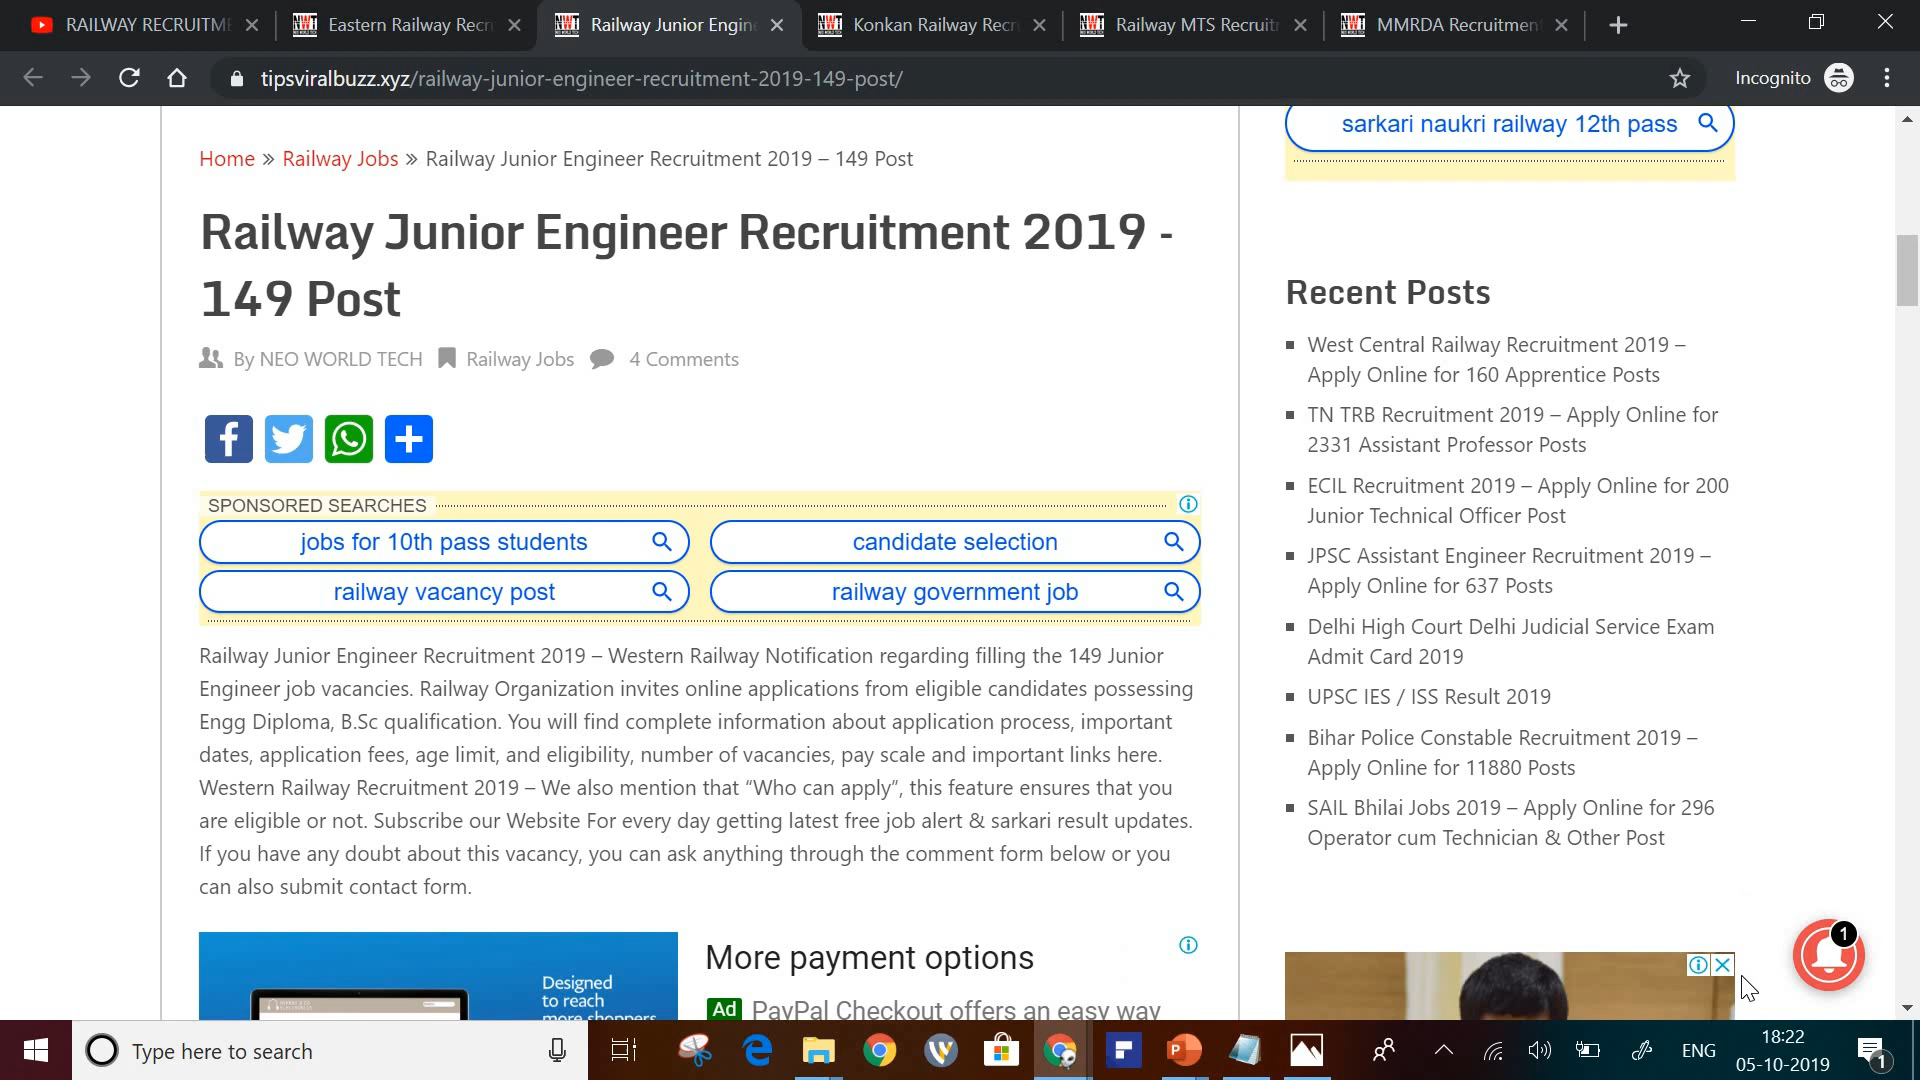 RAILWAY RECRUITME
Eastern Railway Recr
Railway Junior Engine
Konkan Railway Recr
Railway MTS Recruit
MMRDA Recruitment
tipsviralbuzz.xyz/railway-junior-engineer-recruitment-2019-149-post/
Incognito
Home » Railway Jobs » Railway Junior Engineer Recruitment 2019 – 149 Post
Railway Junior Engineer Recruitment 2019 -
149 Post
By NEO WORLD TECH Railway Jobs 4 Comments
SPONSORED SEARCHES
jobs for 10th pass students
candidate selection
railway vacancy post
railway government job
Railway Junior Engineer Recruitment 2019 – Western Railway Notification regarding filling the 149 Junior
Engineer job vacancies. Railway Organization invites online applications from eligible candidates possessing
Engg Diploma, B.Sc qualification. You will find complete information about application process, important
dates, application fees, age limit, and eligibility, number of vacancies, pay scale and important links here.
Western Railway Recruitment 2019 – We also mention that “Who can apply”, this feature ensures that you
are eligible or not. Subscribe our Website For every day getting latest free job alert & sarkari result updates.
If you have any doubt about this vacancy, you can ask anything through the comment form below or you
can also submit contact form.
Designed
to reach
more shoppers
More payment options
Ad PayPal Checkout offers an easy way
sarkari naukri railway 12th pass
Recent Posts
West Central Railway Recruitment 2019 –
Apply Online for 160 Apprentice Posts
TN TRB Recruitment 2019 – Apply Online for
2331 Assistant Professor Posts
ECIL Recruitment 2019 – Apply Online for 200
Junior Technical Officer Post
JPSC Assistant Engineer Recruitment 2019 –
Apply Online for 637 Posts
Delhi High Court Delhi Judicial Service Exam
Admit Card 2019
UPSC IES / ISS Result 2019
Bihar Police Constable Recruitment 2019 –
Apply Online for 11880 Posts
SAIL Bhilai Jobs 2019 – Apply Online for 296
Operator cum Technician & Other Post
1
Type here to search
ENG
18:22
05-10-2019
1